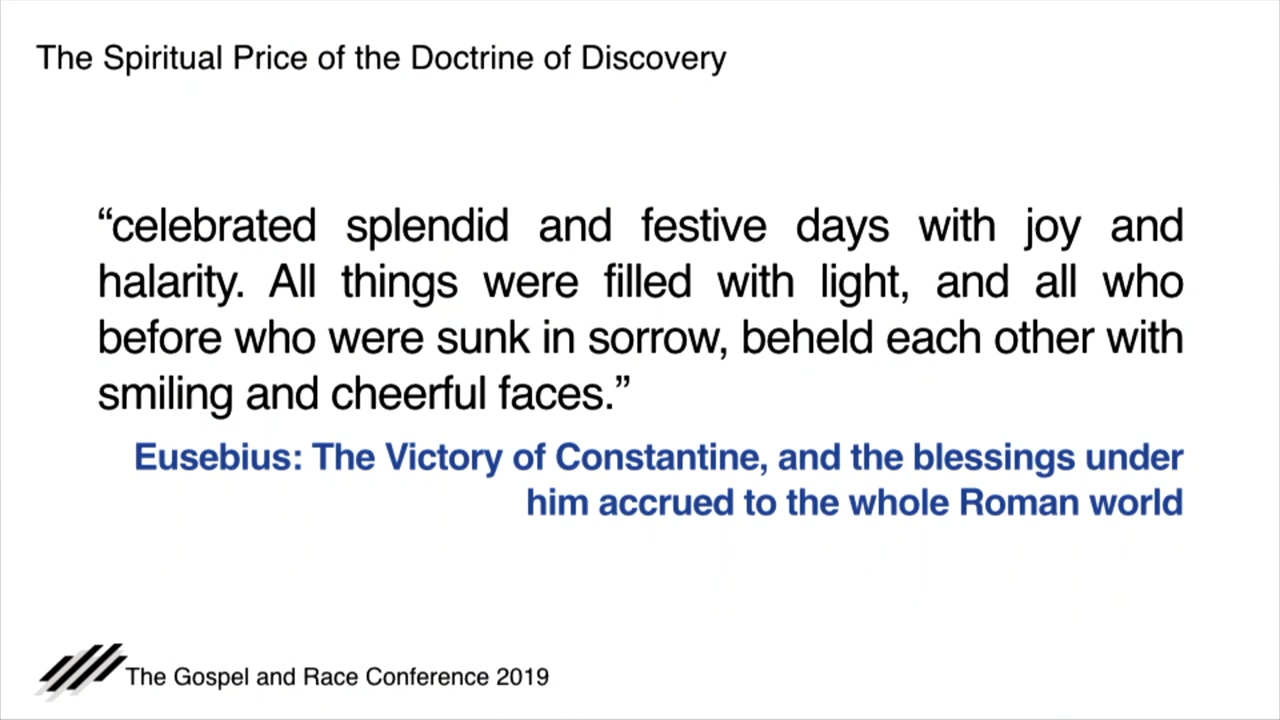 The Spiritual Price of the Doctrine of Discovery
“celebrated splendid and festive days with joy and
halarity. All things were filled with light, and all who
before who were sunk in sorrow, beheld each other with
smiling and cheerful faces.”
Eusebius: The Victory of Constantine, and the blessings under
him accrued to the whole Roman world
The Gospel and Race Conference 2019